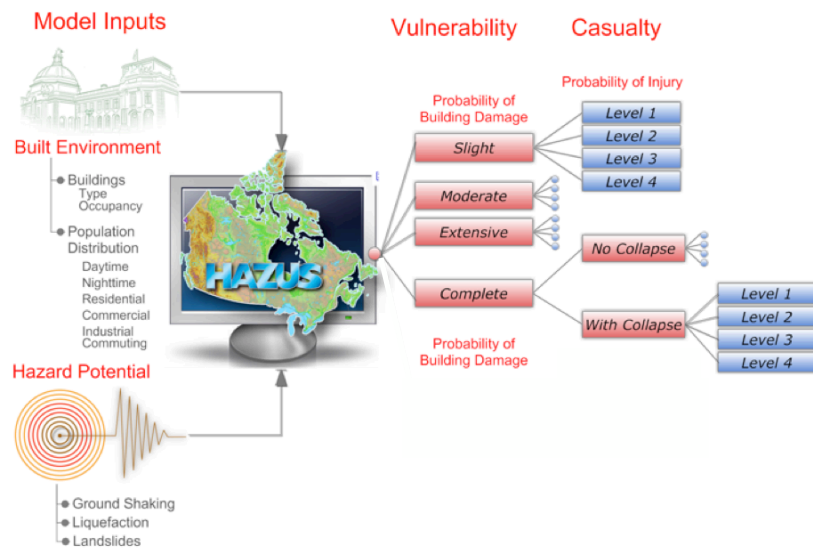 Model Inputs
Built Environment
Buildings
Type
Occupancy
Population
Distribution
Daytime
Nighttime
Residential
Commercial
Industrial
Commuting
Hazard Potential
Ground Shaking
Liquefaction
Landslides
HAZUS
Vulnerability
Probability of
Building Damage
Slight
Moderate
Extensive
Complete
Probability of
Building Damage
Casualty
Probability of Injury
Level 1
Level 2
Level 3
Level 4
No Collapse
With Collapse
Level 1
Level 2
Level 3
Level 4